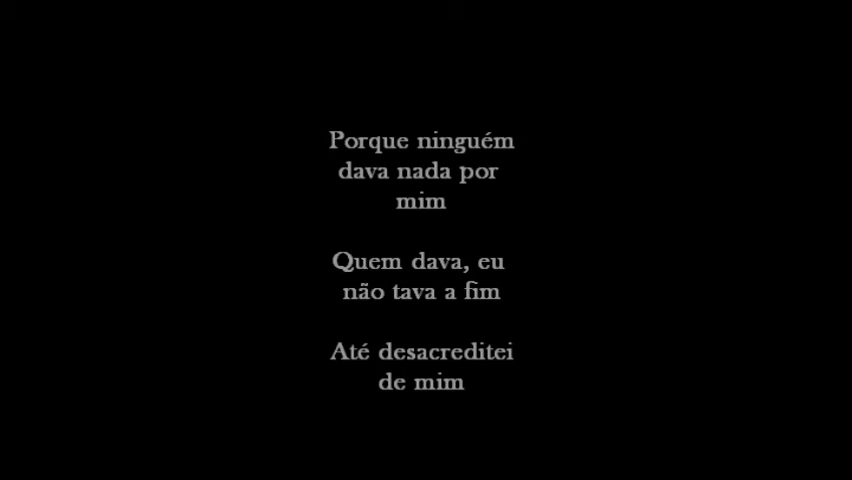 Porque ninguém
dava nada por
mim
Quem dava, eu
não tava a fim
Até desacreditei
de mim